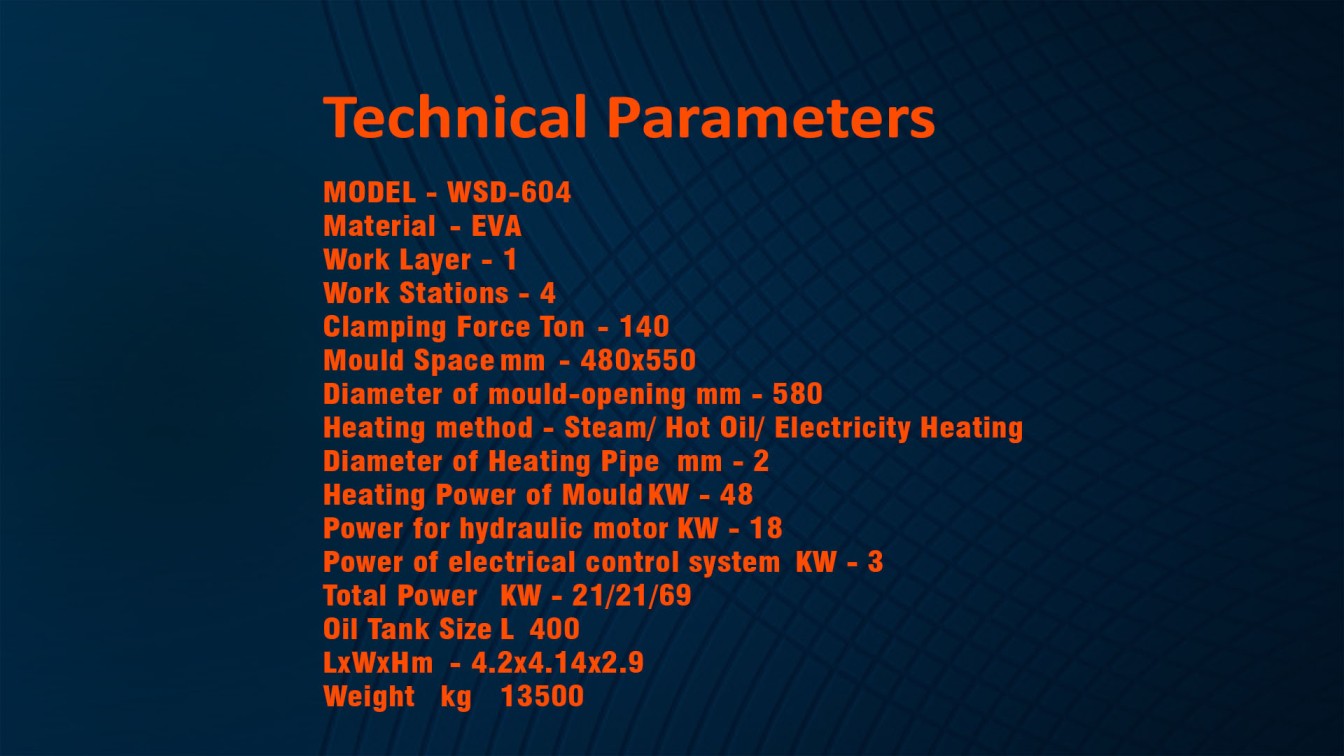 Technical Parameters
MODEL - WSD-604
Material - EVA
Work Layer - 1
Work Stations - 4
Clamping Force Ton - 140
Mould Space mm - 480x550
Diameter of mould-opening mm - 580
Heating method - Steam/ Hot Oil/ Electricity Heating
Diameter of Heating Pipe mm - 2
Heating Power of Mould KW - 48
Power for hydraulic motor KW - 18
Power of electrical control system KW - 3
Total Power KW - 21/21/69
Oil Tank Size L 400
LxWxHm - 4.2x4.14x2.9
Weight kg 13500